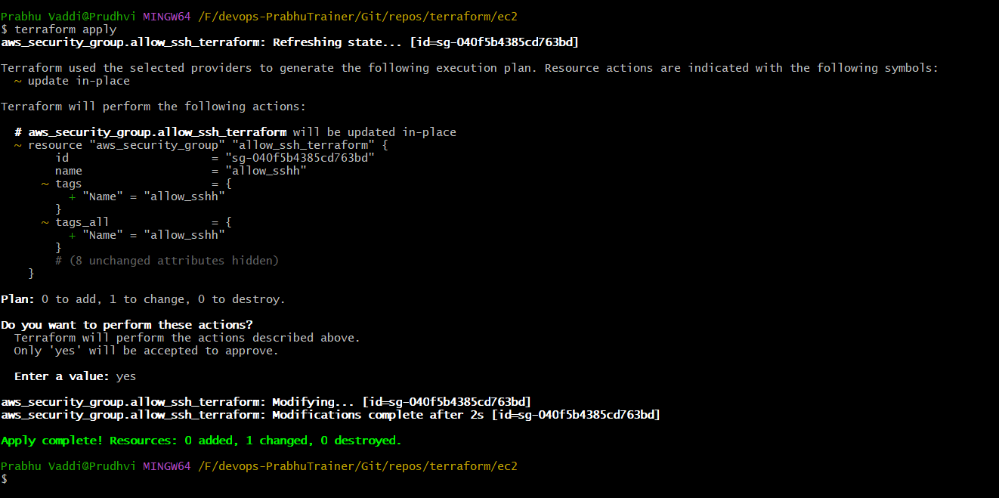 Prabhu Vaddi@Prudhvi MINGW64 /F/devops-PrabhuTrainer/Git/repos/terraform/ec2
$ terraform apply
aws_security_group.allow_ssh_terraform: Refreshing state... [id=sg-040f5b4385cd763bd]
Terraform used the selected providers to generate the following execution plan. Resource actions are indicated with the following symbols:
  ~ update in-place
Terraform will perform the following actions:
  # aws_security_group.allow_ssh_terraform will be updated in-place
  ~ resource "aws_security_group" "allow_ssh_terraform" {
        id                     = "sg-040f5b4385cd763bd"
        name                   = "allow_sshh"
      ~ tags                   = {
          + "Name" = "allow_sshh"
        }
      ~ tags_all               = {
          + "Name" = "allow_sshh"
        }
        # (8 unchanged attributes hidden)
    }
Plan: 0 to add, 1 to change, 0 to destroy.
Do you want to perform these actions?
  Terraform will perform the actions described above.
  Only 'yes' will be accepted to approve.
  Enter a value: yes
aws_security_group.allow_ssh_terraform: Modifying... [id=sg-040f5b4385cd763bd]
aws_security_group.allow_ssh_terraform: Modifications complete after 2s [id=sg-040f5b4385cd763bd]
Apply complete! Resources: 0 added, 1 changed, 0 destroyed.
Prabhu Vaddi@Prudhvi MINGW64 /F/devops-PrabhuTrainer/Git/repos/terraform/ec2
$